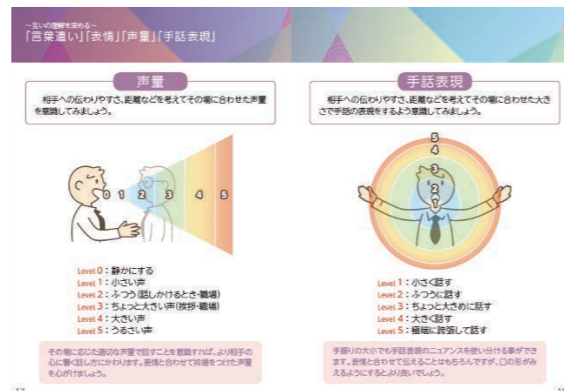 ～互いの理解を深める～
「言葉遣い」「表情」「声量」「手話表現」
声量
相手への伝わりやすさ、距離などを考えてその場に合わせた声量
を意識してみましょう。
0 1 2 3 4 5
Level 0：静かにする
Level 1：小さい声
Level 2：ふつう(話しかけるとき・職場)
Level 3：ちょっと大きい声(挨拶・職場)
Level 4：大きい声
Level 5：うるさい声
その場に応じた適切な声量で話すことを意識すれば、より相手の
心に響く話し方にわかります。表情と合わせて抑揚をつけた声量
を心がけましょう。
手話表現
相手への伝わりやすさ、距離などを考えてその場に合わせた大き
さで手話の表現をするよう意識してみましょう。
5
4
3
2
1
Level 1：小さく話す
Level 2：ふつうに話す
Level 3：ちょっと大きめに話す
Level 4：大きく話す
Level 5：極端に誇張して話す
手振りの大小でも手話表現のニュアンスを使い分ける事ができ
ます。表情と合わせて伝えることはもちろんですが、口の形がみ
えるようにするとより良いでしょう。